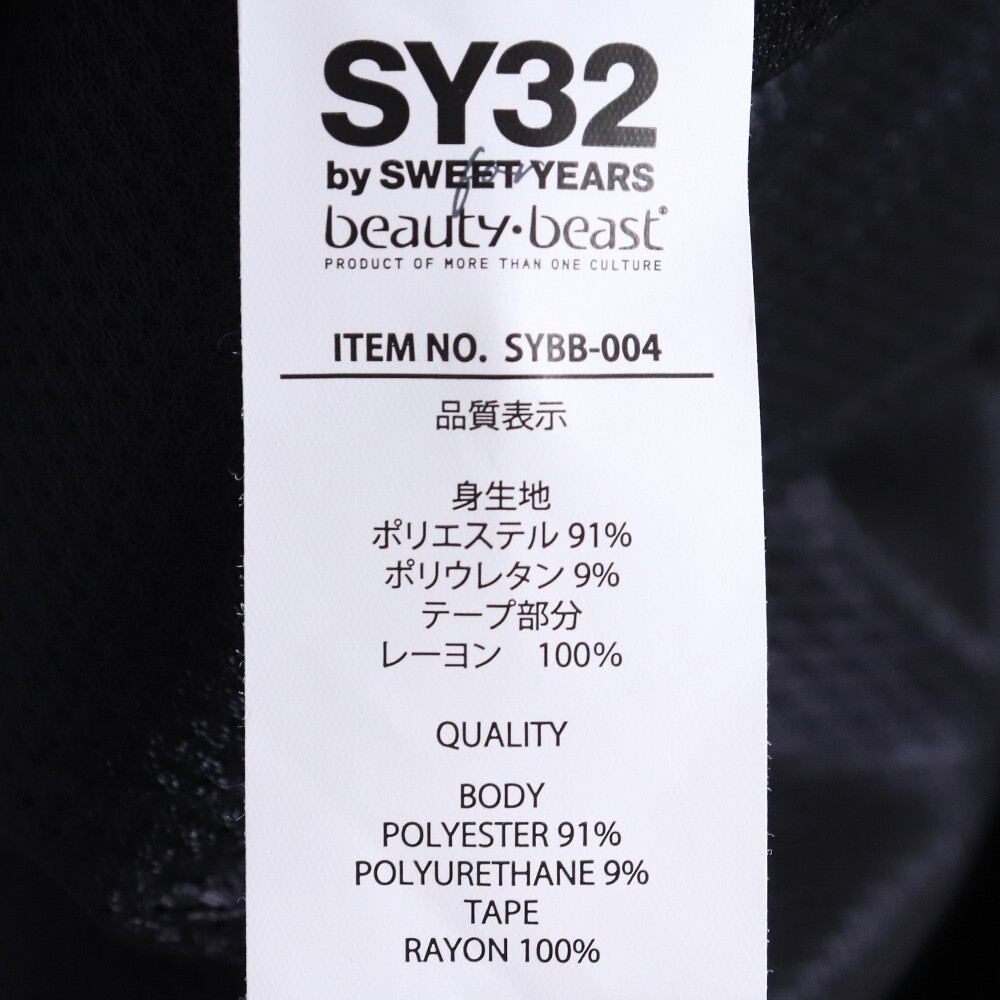 SY32
by SWEET YEARS
for
beauty・beast®
PRODUCT OF MORE THAN ONE CULTURE
ITEM NO. SYBB-004
品質表示
身生地
ポリエステル 91%
ポリウレタン 9%
テープ部分
レーヨン 100%
QUALITY
BODY
POLYESTER 91%
POLYURETHANE 9%
TAPE
RAYON 100%